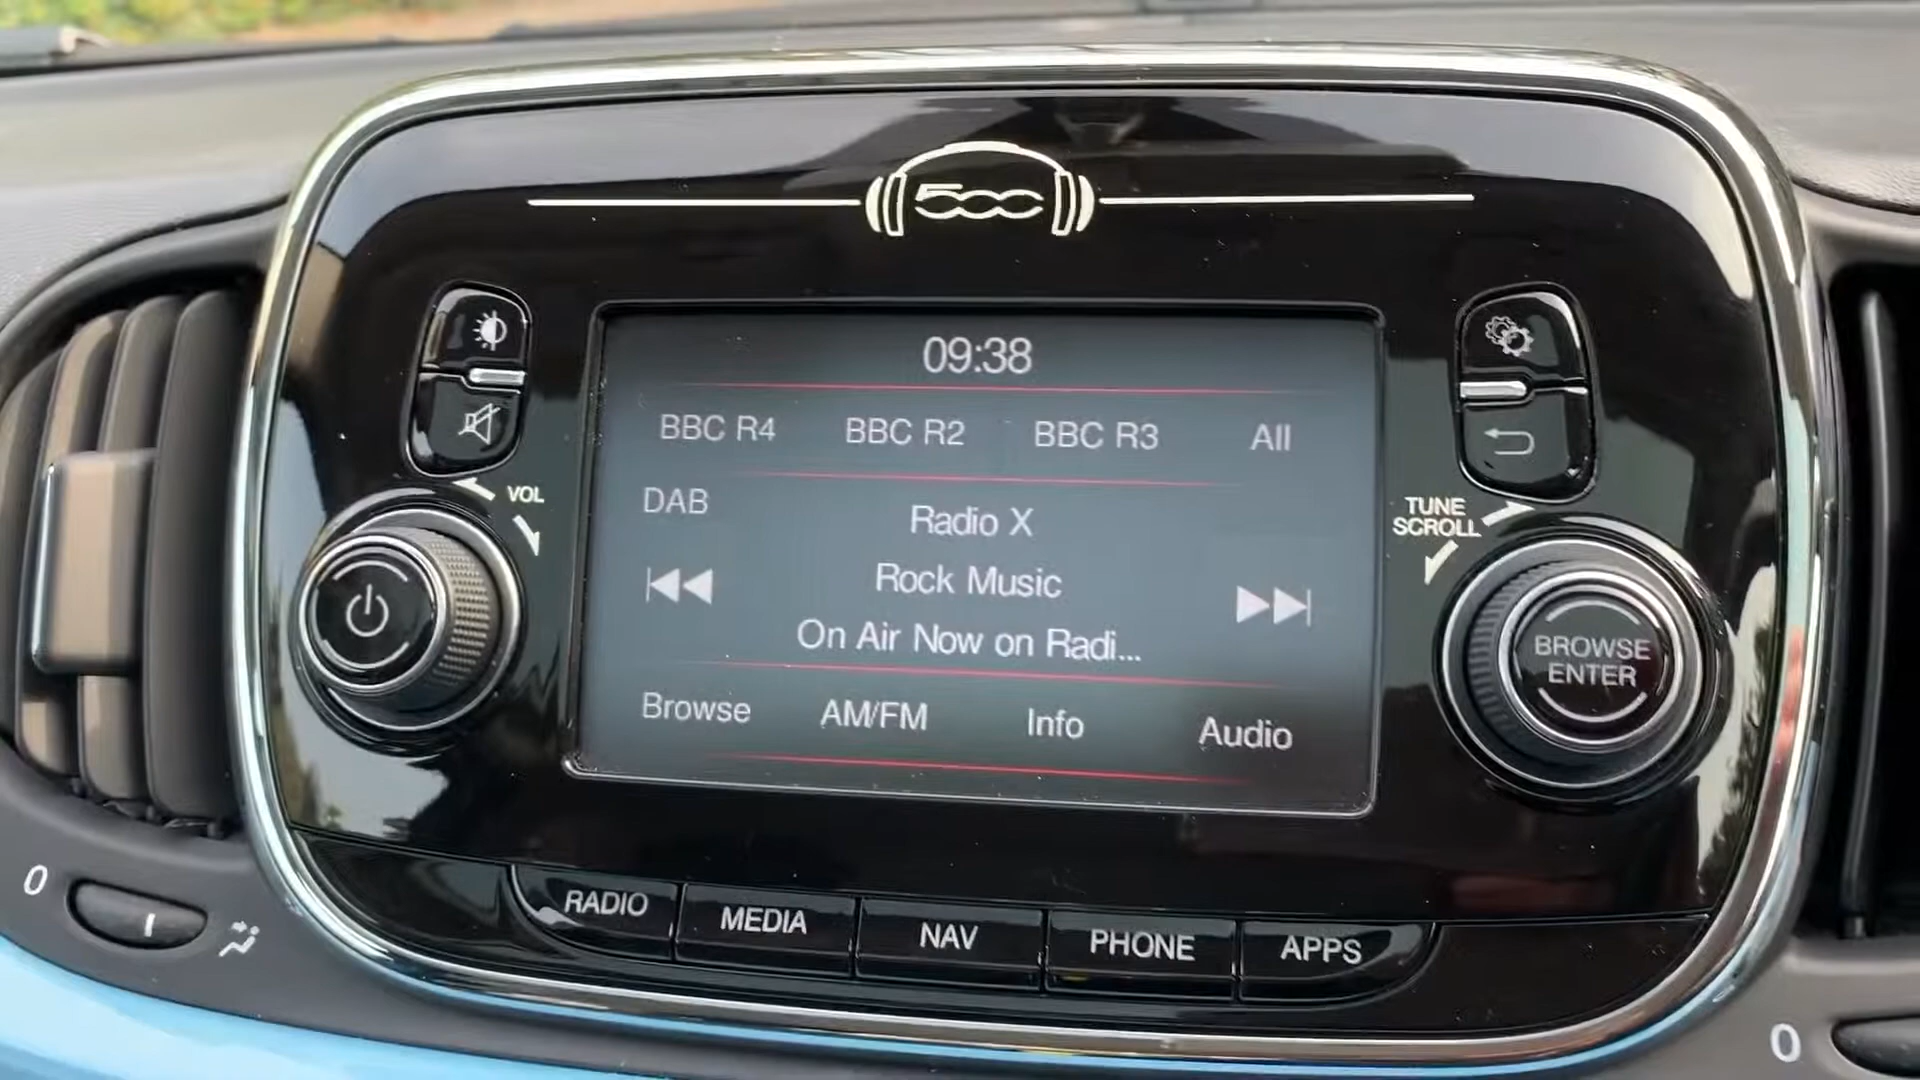 500
09:38
BBC R4 BBC R2 BBC R3 All
VOL
DAB
Radio X
TUNE
SCROLL
Rock Music
On Air Now on Radi...
BROWSE
ENTER
Browse AM/FM Info Audio
RADIO MEDIA NAV PHONE APPS
0
0